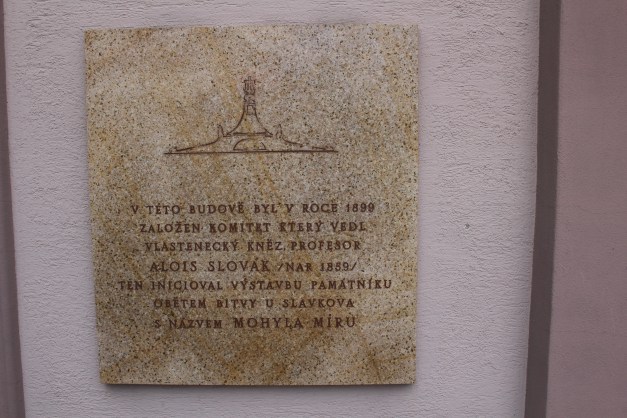 V TÉTO BUDOVĚ BYL V ROCE 1899
ZALOŽEN KOMITÉT KTERÝ VEDL
VLASTENECKÝ KNĚZ, PROFESOR
ALOIS SLOVÁK /NAR 1859/
TEN INICIOVAL VÝSTAVBU PAMÁTNÍKU
OBĚTEM BITVY U SLAVKOVA
S NÁZVEM MOHYLA MÍRU